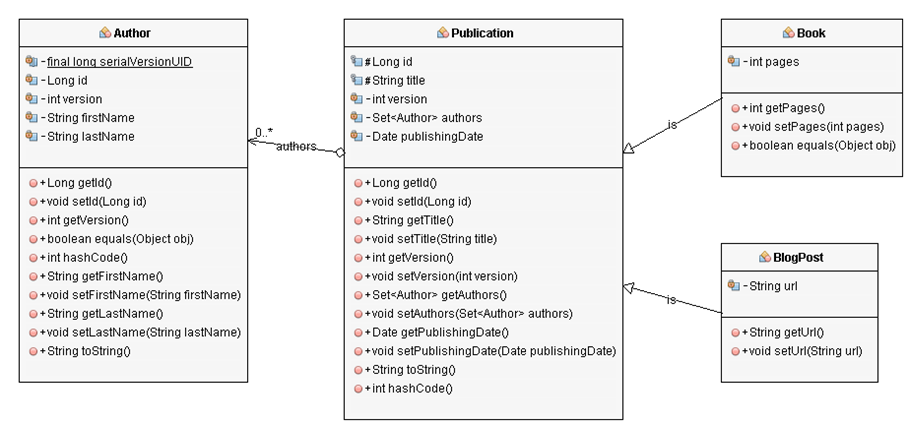 Author
-final long serialVersionUID
-Long id
-int version
-String firstName
-String lastName
+Long getId()
+void setId(Long id)
+int getVersion()
+boolean equals(Object obj)
+int hashCode()
+String getFirstName()
+void setFirstName(String firstName)
+String getLastName()
+void setLastName(String lastName)
+String toString()
0..*
authors
Publication
#Long id
#String title
-int version
-Set<Author> authors
-Date publishingDate
+Long getId()
+void setId(Long id)
+String getTitle()
+void setTitle(String title)
+int getVersion()
+void setVersion(int version)
+Set<Author> getAuthors()
+void setAuthors(Set<Author> authors)
+Date getPublishingDate()
+void setPublishingDate(Date publishingDate)
+String toString()
+int hashCode()
is
is
Book
-int pages
+int getPages()
+void setPages(int pages)
+boolean equals(Object obj)
BlogPost
-String url
+String getUrl()
+void setUrl(String url)